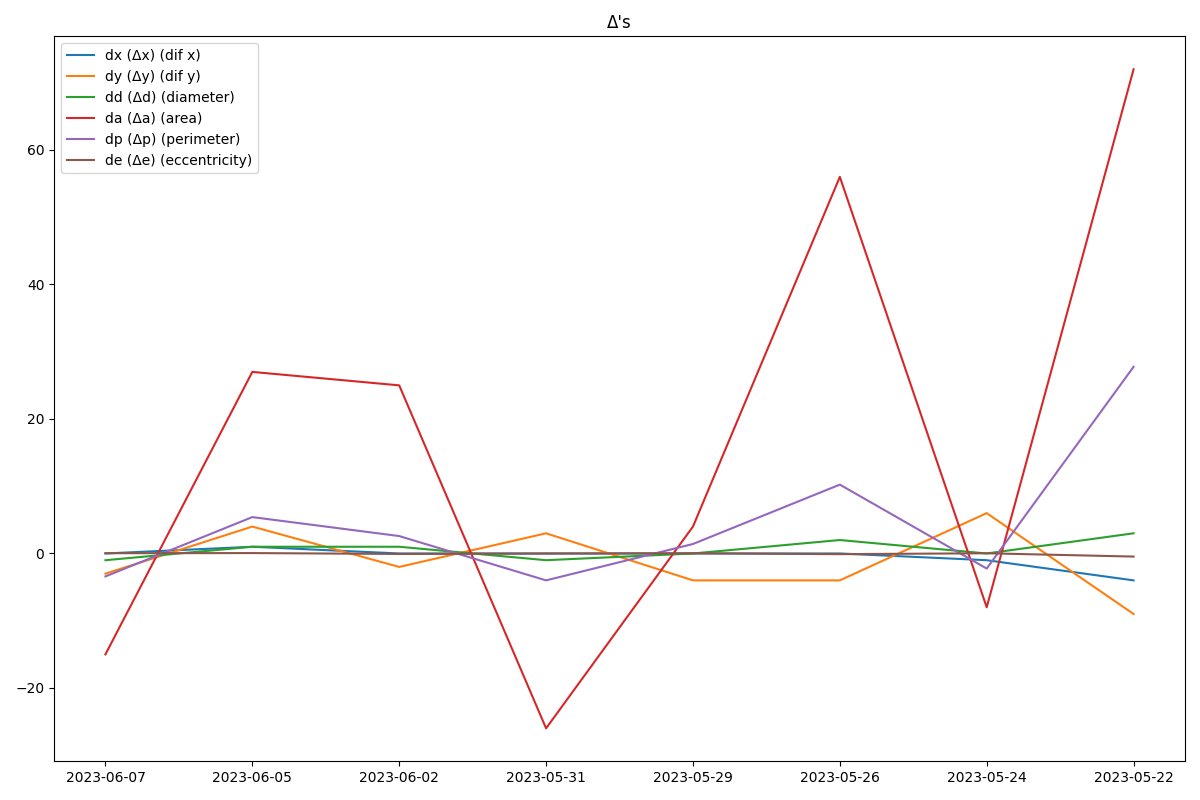 Δ's
dx (Δx) (dif x)
dy (Δy) (dif y)
dd (Δd) (diameter)
da (Δa) (area)
dp (Δp) (perimeter)
de (Δe) (eccentricity)
60
40
20
0
−20
2023-06-07 2023-06-05 2023-06-02 2023-05-31 2023-05-29 2023-05-26 2023-05-24 2023-05-22